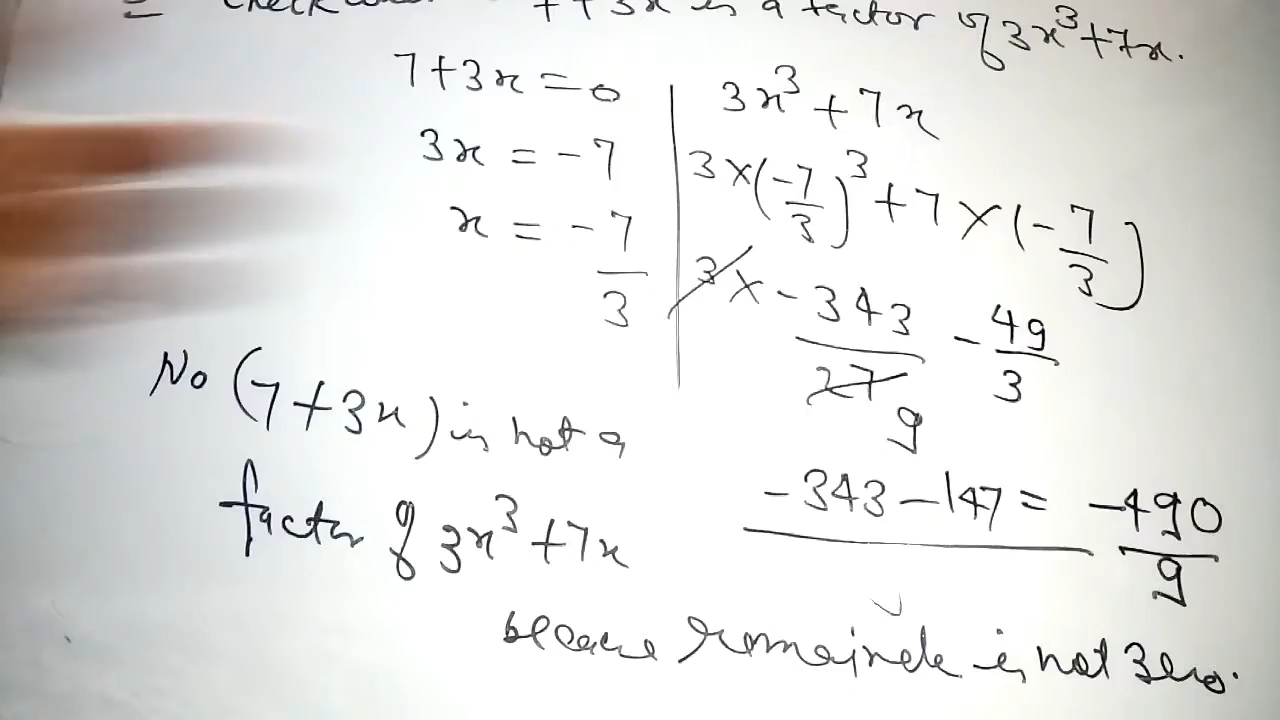 7+3x is a factor of 3x³+7x.
7+3x=0
3x = -7
x = -7/3
3x³+7x
3×(-7/3)³+7×(-7/3)
3×-343/27 -49/3
9
-343-147= -490/9
No (7+3x) is not a
factor of 3x³+7x
because remainde is not zero.